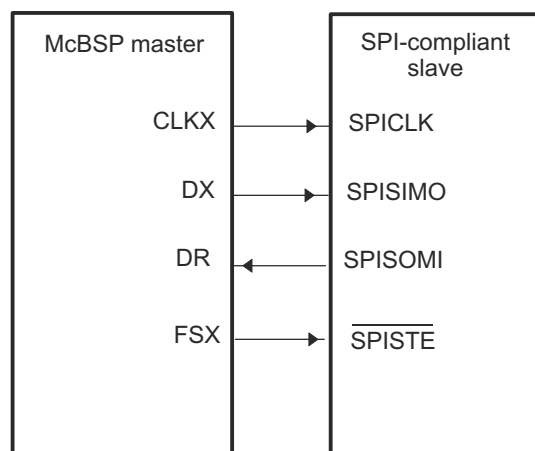 McBSP master
SPI-compliant
slave
CLKX
SPICLK
DX
SPISIMO
DR
SPISOMI
FSX
SPISTE